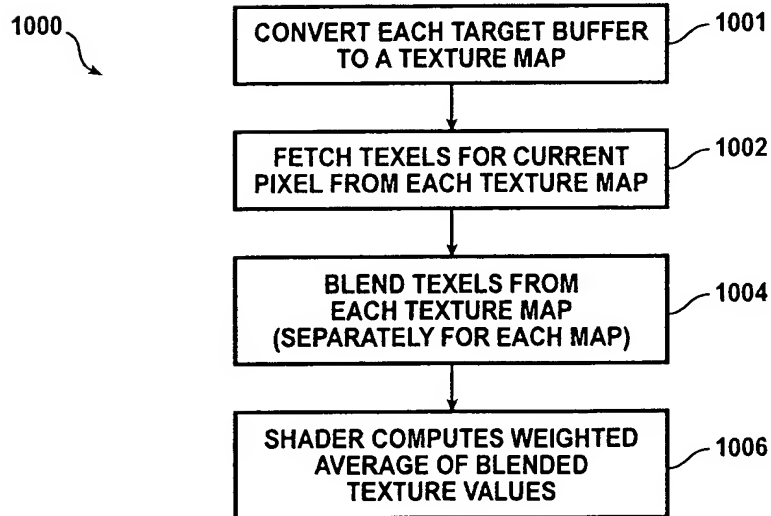 1000
CONVERT EACH TARGET BUFFER
TO A TEXTURE MAP
1001
FETCH TEXELS FOR CURRENT
PIXEL FROM EACH TEXTURE MAP
1002
BLEND TEXELS FROM
EACH TEXTURE MAP
(SEPARATELY FOR EACH MAP)
1004
SHADER COMPUTES WEIGHTED
AVERAGE OF BLENDED
TEXTURE VALUES
1006